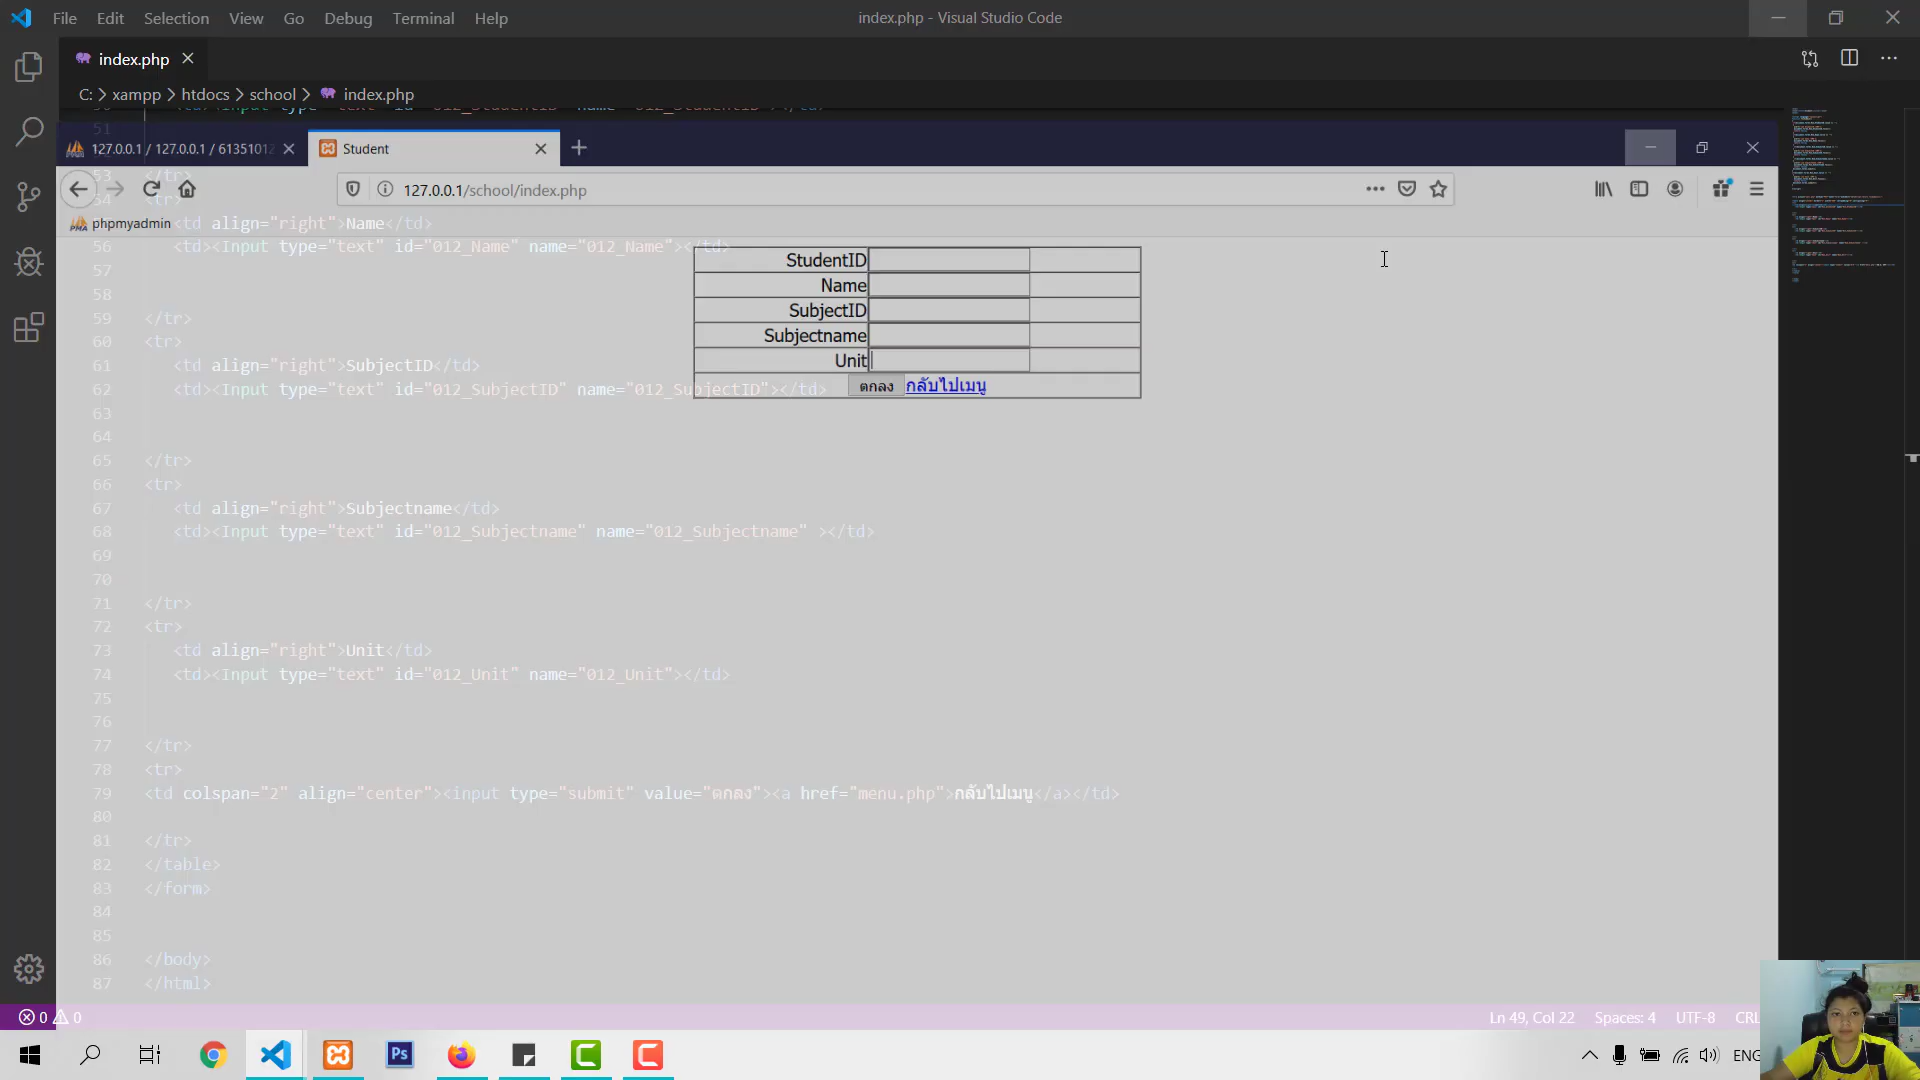 File Edit Selection View Go Debug Terminal Help
index.php - Visual Studio Code
index.php
C: > xampp > htdocs > school > index.php
51
127.0.0.1 / 127.0.0.1 / 61351012
Student
53
127.0.0.1/school/index.php
54 <tr>
phpmyadmin
<td align="right">Name</td>
56 <td><Input type="text" id="012_Name" name="012_Name"></td>
57
58
59 </tr>
60 <tr>
61 <td align="right">SubjectID</td>
62 <td><Input type="text" id="012_SubjectID" name="012_SubjectID"></td>
63
64
65 </tr>
66 <tr>
67 <td align="right">Subjectname</td>
68 <td><Input type="text" id="012_Subjectname" name="012_Subjectname" ></td>
69
70
71 </tr>
72 <tr>
73 <td align="right">Unit</td>
74 <td><Input type="text" id="012_Unit" name="012_Unit"></td>
75
76
77 </tr>
78 <tr>
79 <td colspan="2" align="center"><input type="submit" value="ตกลง"><a href="menu.php">กลับไปเมนู</a></td>
80
81 </tr>
82 </table>
83 </form>
84
85
86 </body>
87 </html>
StudentID
Name
SubjectID
Subjectname
Unit
ตกลง กลับไปเมนู
0 0
Ln 49, Col 22 Spaces: 4 UTF-8 CRL
Ps
ENG